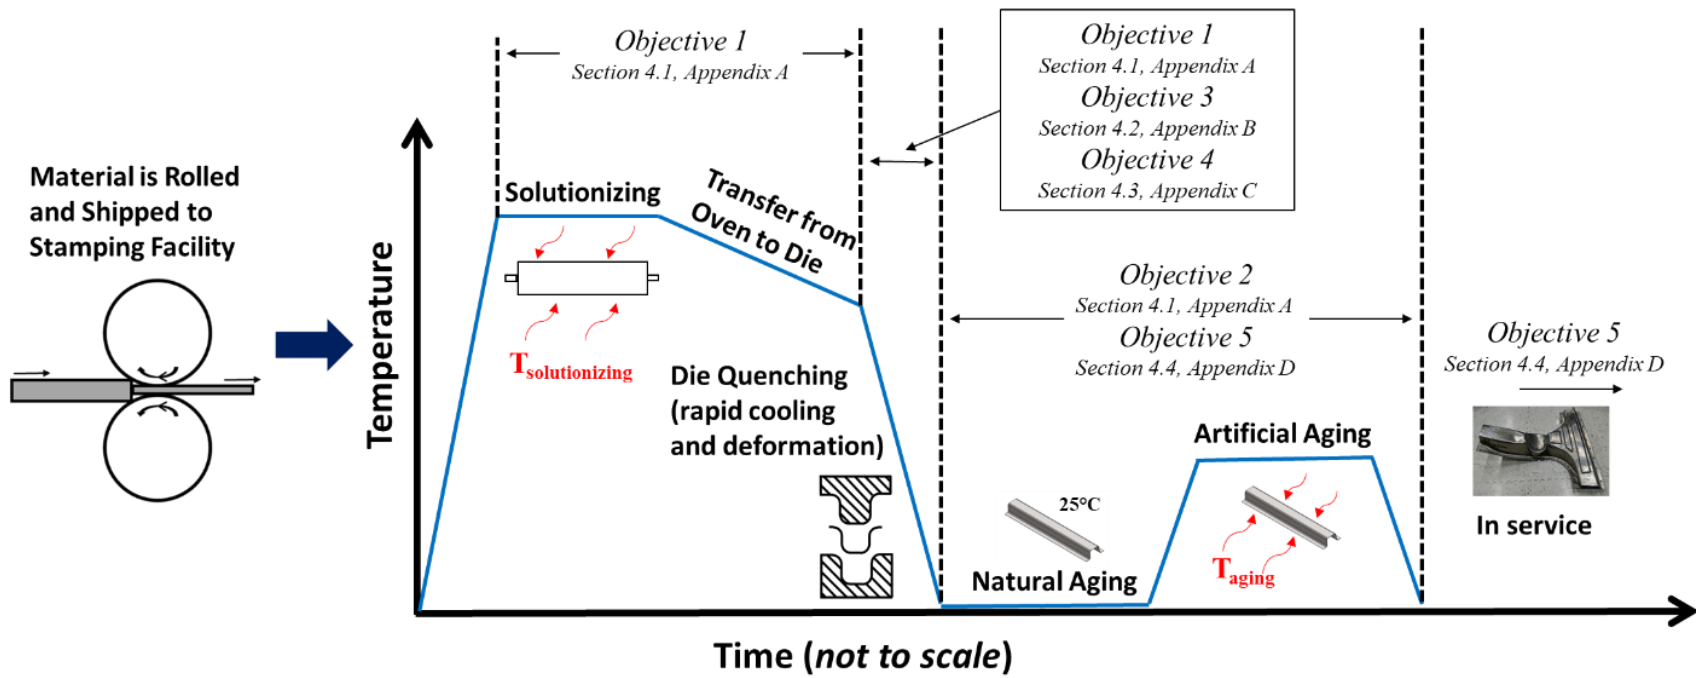 Material is Rolled
and Shipped to
Stamping Facility
Temperature
Objective 1
Section 4.1, Appendix A
Solutionizing
Transfer from
Oven to Die
Tsolutionizing
Die Quenching
(rapid cooling
and deformation)
Objective 1
Section 4.1, Appendix A
Objective 3
Section 4.2, Appendix B
Objective 4
Section 4.3, Appendix C
Objective 2
Section 4.1, Appendix A
Objective 5
Section 4.4, Appendix D
25°C
Natural Aging
Artificial Aging
Taging
Objective 5
Section 4.4, Appendix D
In service
Time (not to scale)